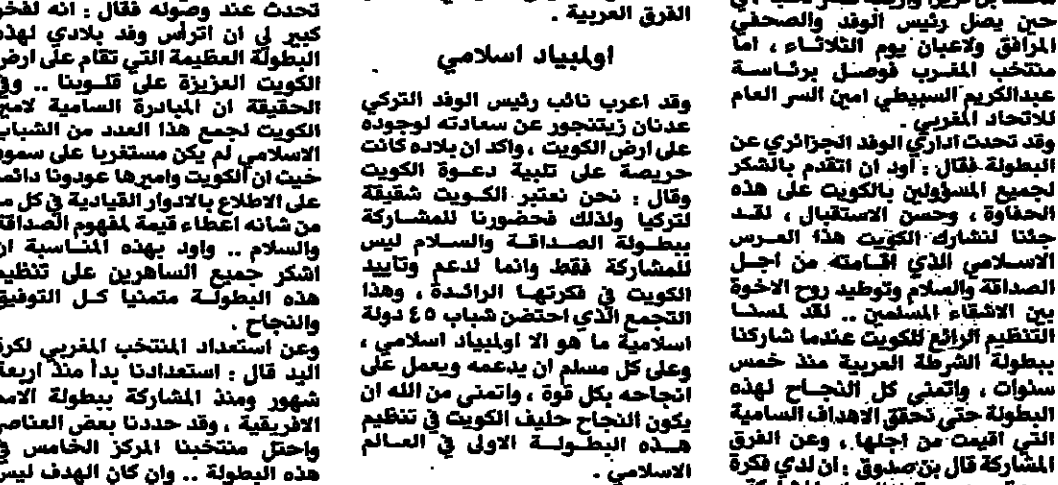 حين يصل رئيس الوفد والصحفي
المرافق ولاعبان يوم الثلاثاء ، اما
منتخب المغرب فوصل برئاسة
عبدالكريم السبيطي امين السر العام
للاتحاد المغربي .
وقد تحدث اداري الوفد الجزائري عن
البطولة فقال : أود ان اتقدم بالشكر
لجميع المسؤولين بالكويت على هذه
الحفاوة ، وحسن الاستقبال ، لقد
جئنا لنشارك الكويت هذا العرس
الاسلامي الذي اقامته من اجل
الصداقة والسلام وتوطيد روح الاخوة
بين الاشقاء المسلمين .. لقد لمسنا
التنظيم الرائع للكويت عندما شاركنا
ببطولة الشرطة العربية منذ خمس
سنوات ، واتمنى كل النجاح لهذه
البطولة حتى تحقق الاهداف السامية
التي اقيمت من اجلها ، وعن الفرق
المشاركة قال بن صدوق : ان لدي فكرة
الفرق العربية .
اولمبياد اسلامي
وقد اعرب نائب رئيس الوفد التركي
عدنان زيتنجور عن سعادته لوجوده
على ارض الكويت ، واكد ان بلاده كانت
حريصة على تلبية دعوة الكويت
وقال : نحن نعتبر الكويت شقيقة
لتركيا ولذلك فحضورنا للمشاركة
ببطولة الصداقة والسلام ليس
للمشاركة فقط وانما لدعم وتاييد
الكويت في فكرتها الرائدة ، وهذا
التجمع الذي احتضن شباب ٤٥ دولة
اسلامية ما هو الا اولمبياد اسلامي ،
وعلى كل مسلم ان يدعمه ويعمل على
انجاحه بكل قوة ، واتمنى من الله ان
يكون النجاح حليف الكويت في تنظيم
هذه البطولة الاولى في العالم
الاسلامي .
تحدث عند وصوله فقال : انه لفخر
كبير لي ان اتراس وفد بلادي لهذه
البطولة العظيمة التي تقام على ارض
الكويت العزيزة على قلوبنا .. وفي
الحقيقة ان المبادرة السامية لامير
الكويت لجمع هذا العدد من الشباب
الاسلامي لم يكن مستغربا على سموه
خيت ان الكويت واميرها عودونا دائما
على الاطلاع بالادوار القيادية في كل ما
من شأنه اعطاء قيمة لمفهوم الصداقة
والسلام .. واود بهذه المناسبة ان
اشكر جميع الساهرين على تنظيم
هذه البطولة متمنيا كل التوفيق
والنجاح .
وعن استعداد المنتخب المغربي لكرة
اليد قال : استعدادنا بدأ منذ اربعة
شهور ومنذ المشاركة ببطولة الامم
الافريقية ، وقد حددنا بعض العناصر
واحتل منتخبنا المركز الخامس في
هذه البطولة .. وان كان الهدف ليس